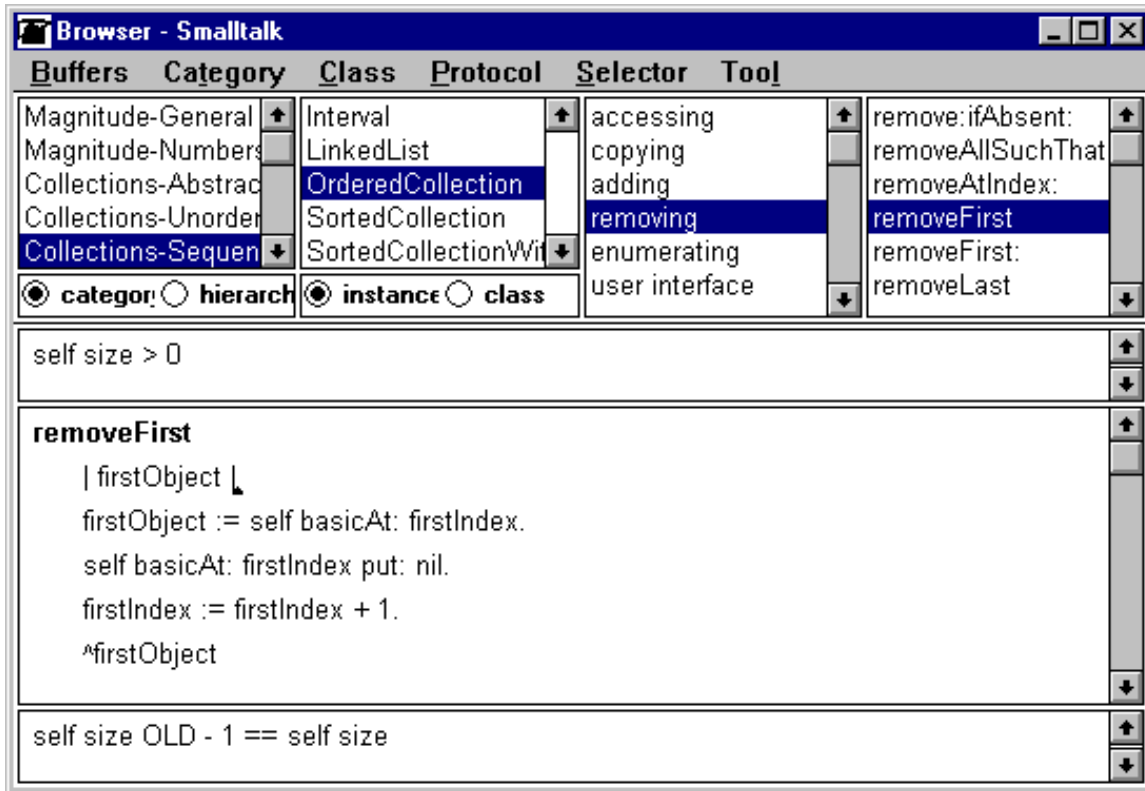 Browser - Smalltalk
Buffers Category Class Protocol Selector Tool
Magnitude-General
Magnitude-Numbers
Collections-Abstrac
Collections-Unorder
Collections-Sequen
categor hierarch
Interval
LinkedList
OrderedCollection
SortedCollection
SortedCollectionWit
instance class
accessing
copying
adding
removing
enumerating
user interface
remove:ifAbsent:
removeAllSuchThat
removeAtIndex:
removeFirst
removeFirst:
removeLast
self size > 0
removeFirst
| firstObject |
firstObject := self basicAt: firstIndex.
self basicAt: firstIndex put: nil.
firstIndex := firstIndex + 1.
^firstObject
self size OLD - 1 == self size